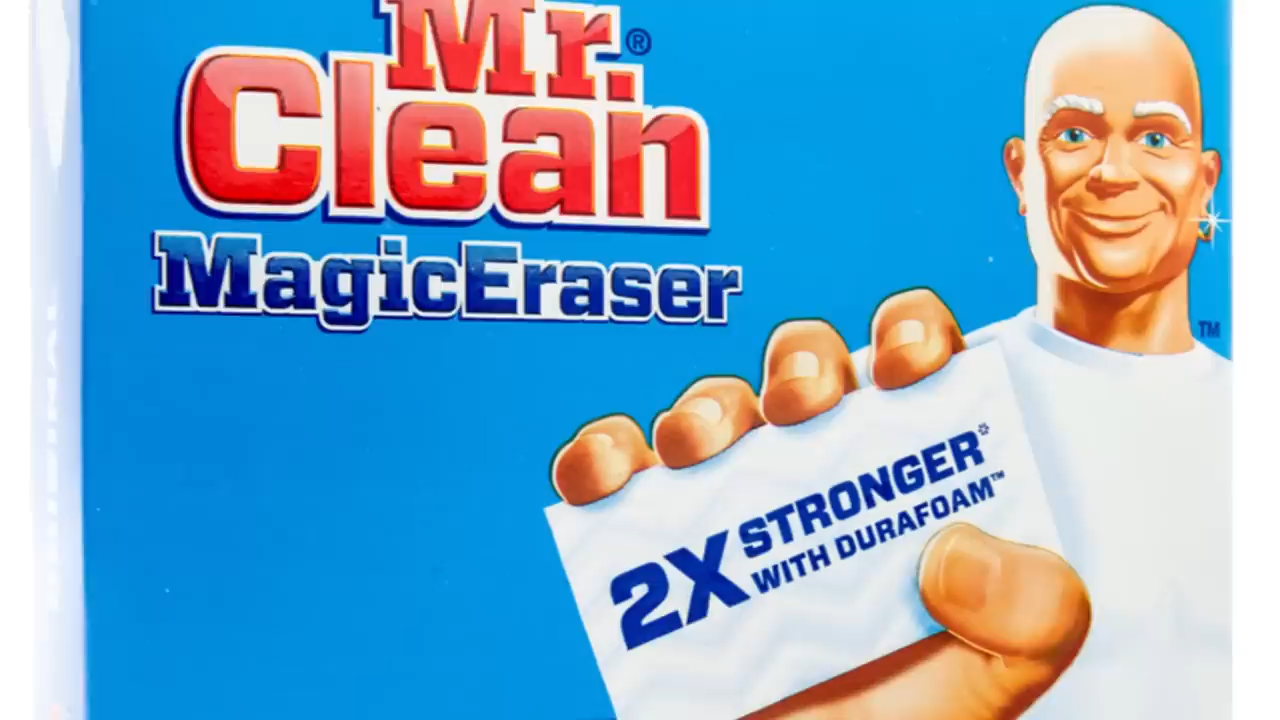 Mr.®
Clean
MagicEraser
TM
2X STRONGER*
WITH DURAFOAM™